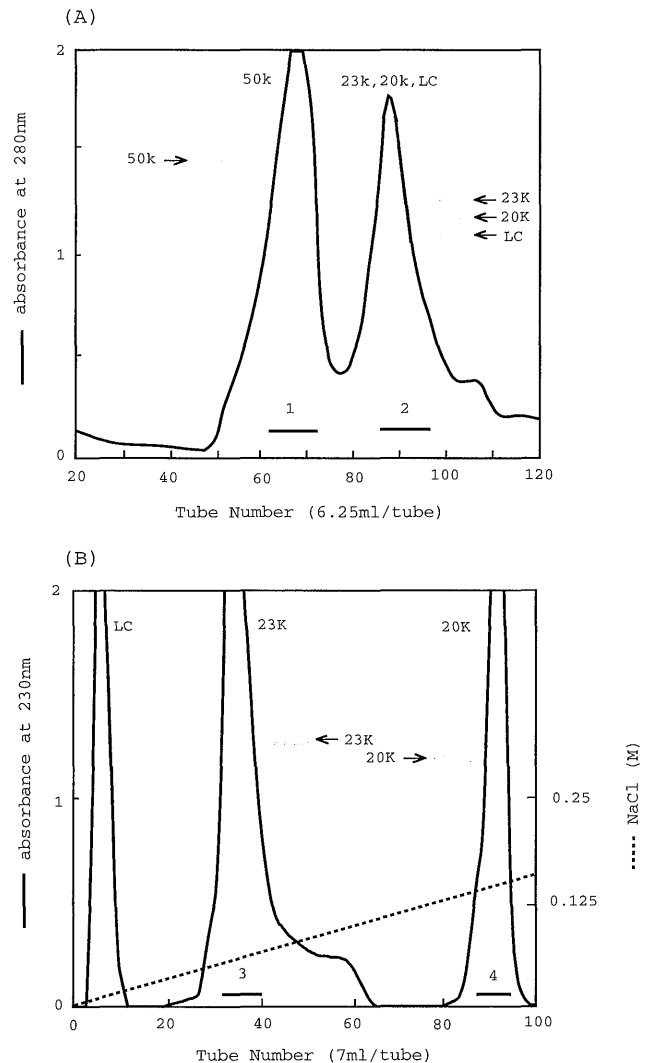 (A)
2
1
0
absorbance at 280nm
50k
23k,20k,LC
50k
23K
20K
LC
1
2
20
40
60
80
100
120
Tube Number (6.25ml/tube)
(B)
2
1
0
absorbance at 230nm
LC
23K
20K
23K
20K
0.25
0.125
NaCl (M)
3
4
0
20
40
60
80
100
Tube Number (7ml/tube)